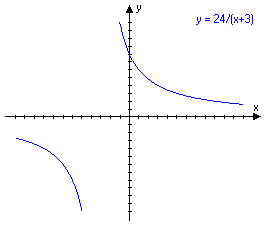 y
y = 24/(x+3)
x